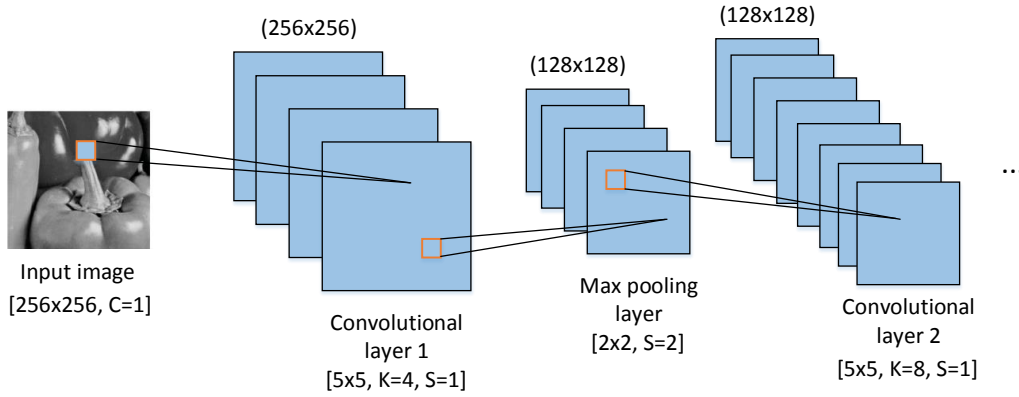 (256x256)
(128x128)
(128x128)
...
Input image
[256x256, C=1]
Convolutional
layer 1
[5x5, K=4, S=1]
Max pooling
layer
[2x2, S=2]
Convolutional
layer 2
[5x5, K=8, S=1]